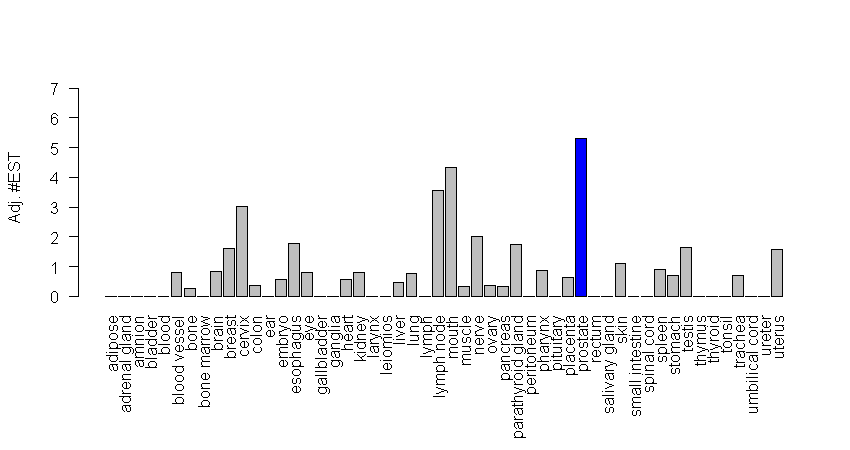 7
6
5
4
3
2
1
0
Adj. #EST
adipose
adrenal gland
amnion
bladder
blood
blood vessel
bone
bone marrow
brain
breast
cervix
colon
ear
embryo
esophagus
eye
gallbladder
ganglia
heart
kidney
larynx
leiomios
liver
lung
lymph
lymph node
mouth
muscle
nerve
ovary
pancreas
parathyroid gland
peritoneum
pharynx
pituitary
placenta
prostate
rectum
salivary gland
skin
small intestine
spinal cord
spleen
stomach
testis
thymus
thyroid
tonsil
trachea
umbilical cord
ureter
uterus